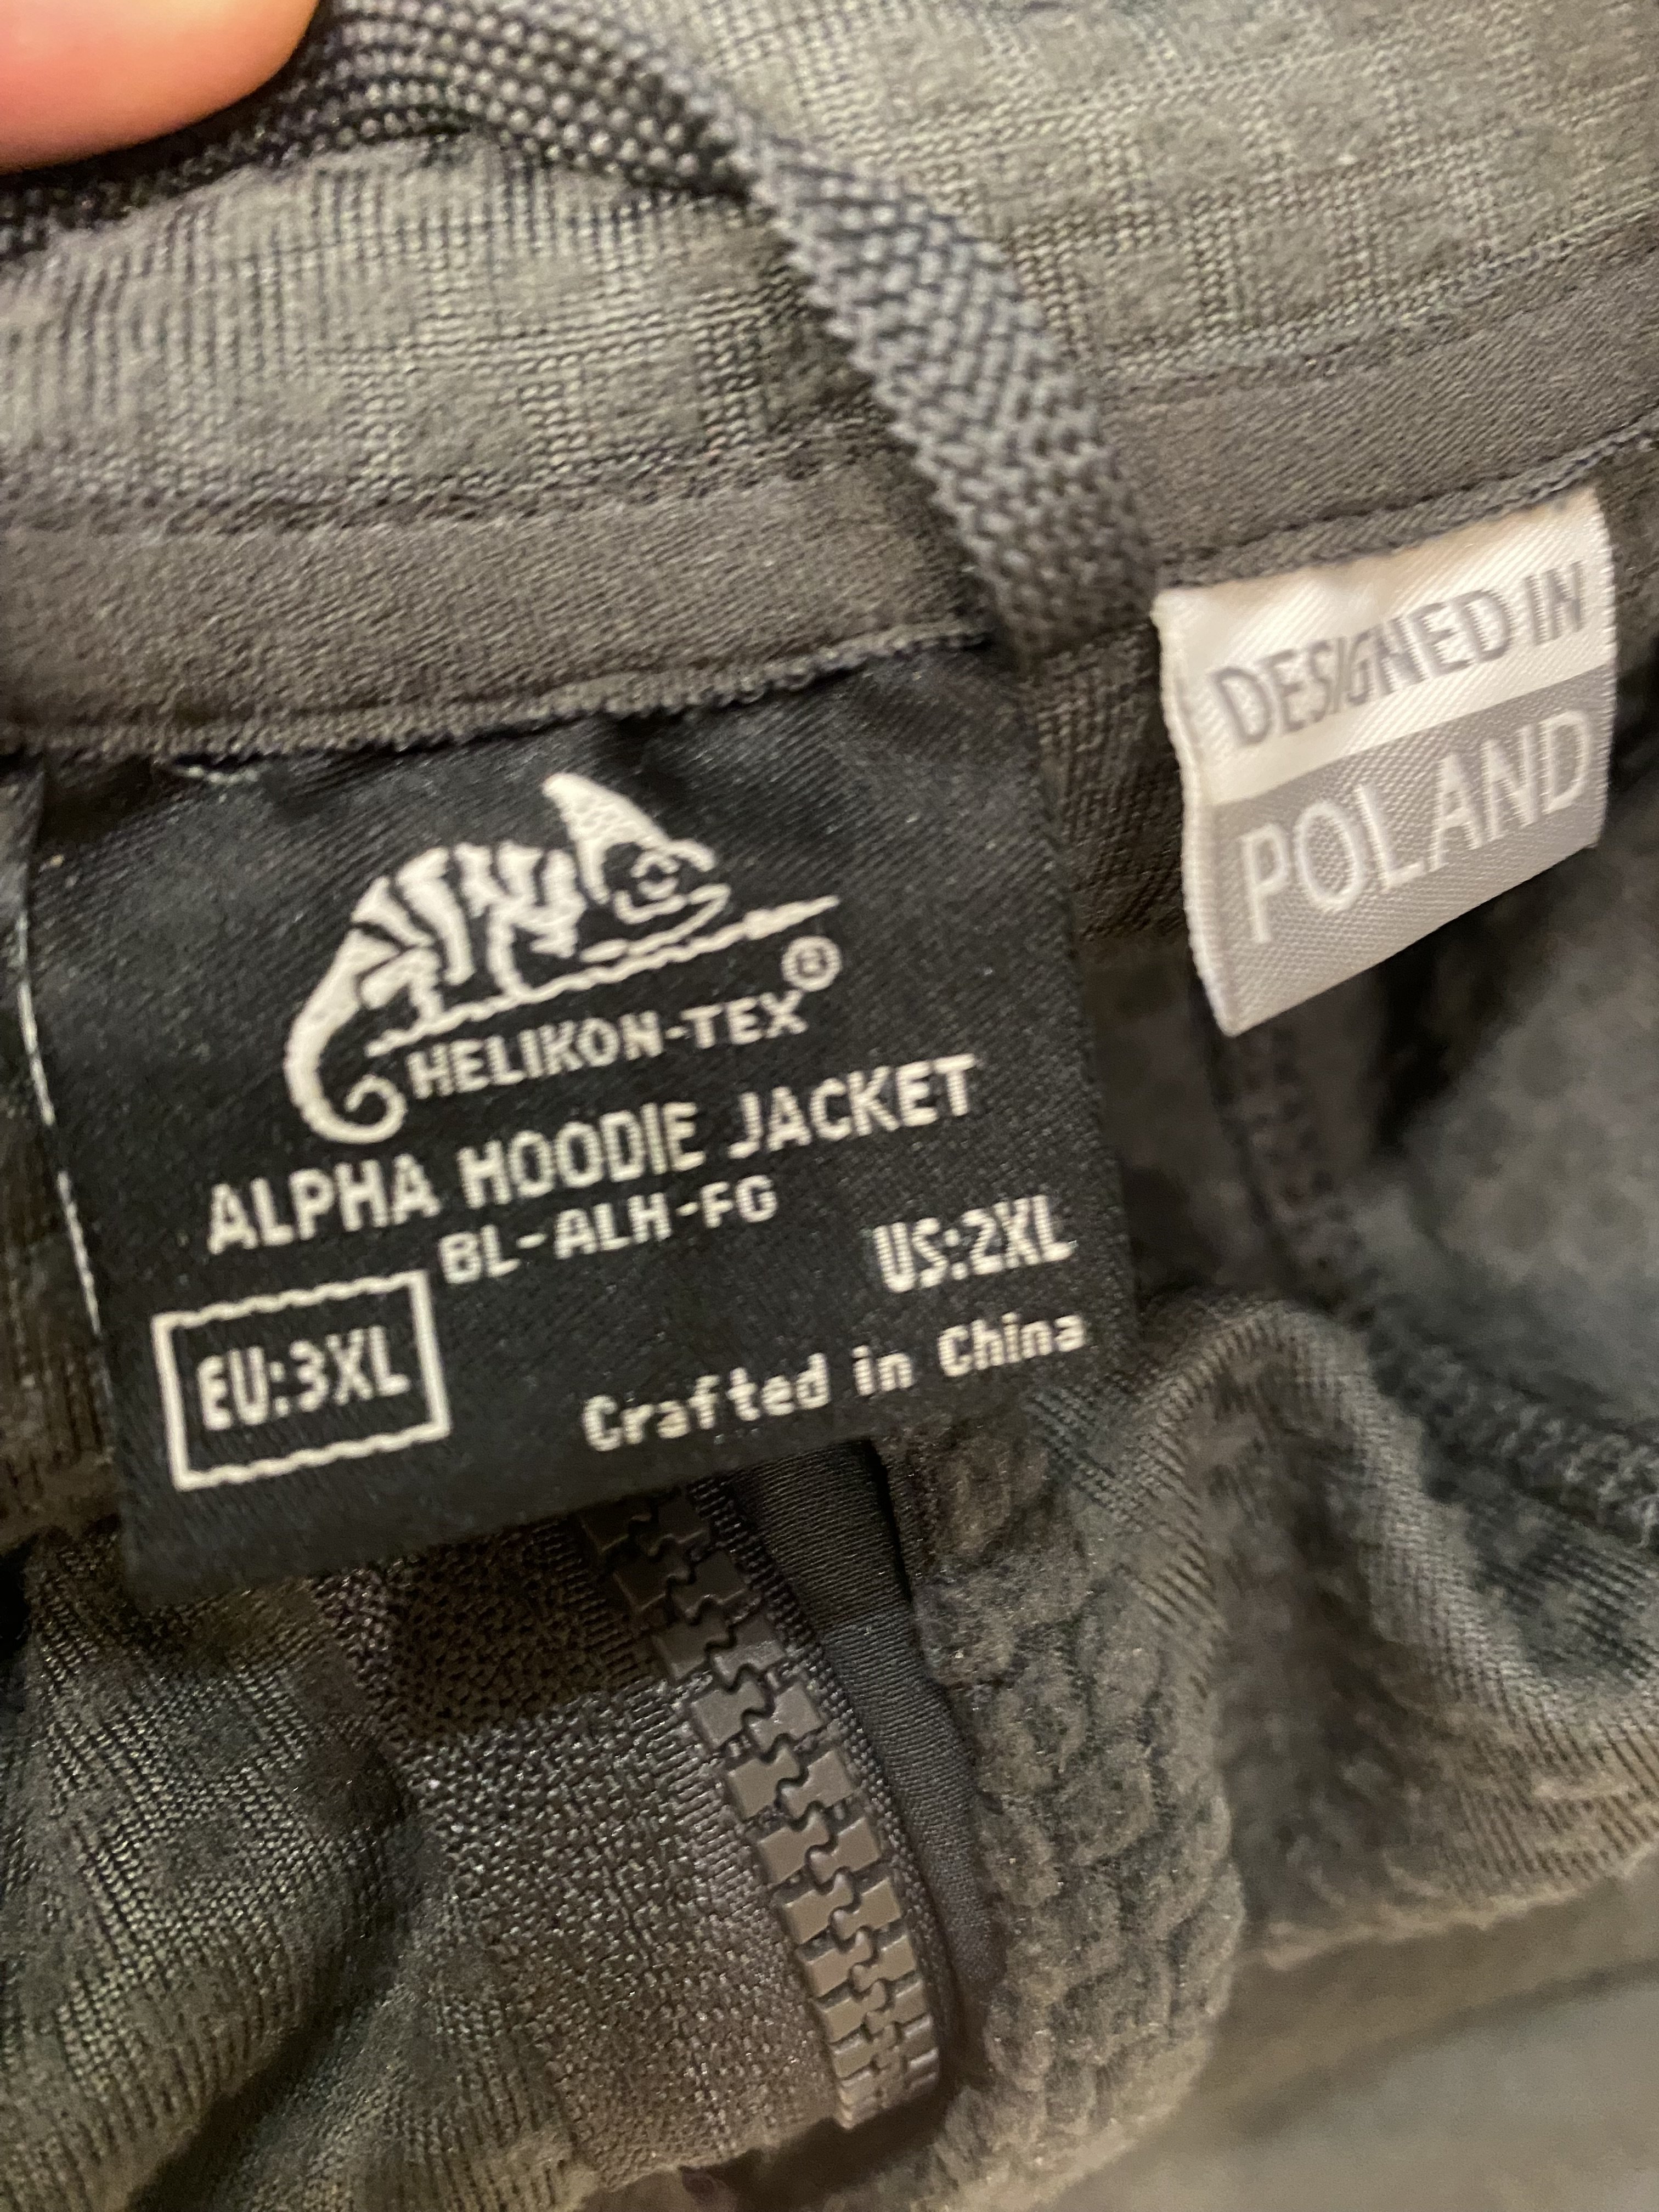 HELIKON-TEX®
ALPHA HOODIE JACKET
BL-ALH-FG
US:2XL
EU:3XL
Crafted in China
DESIGNED IN
POLAND